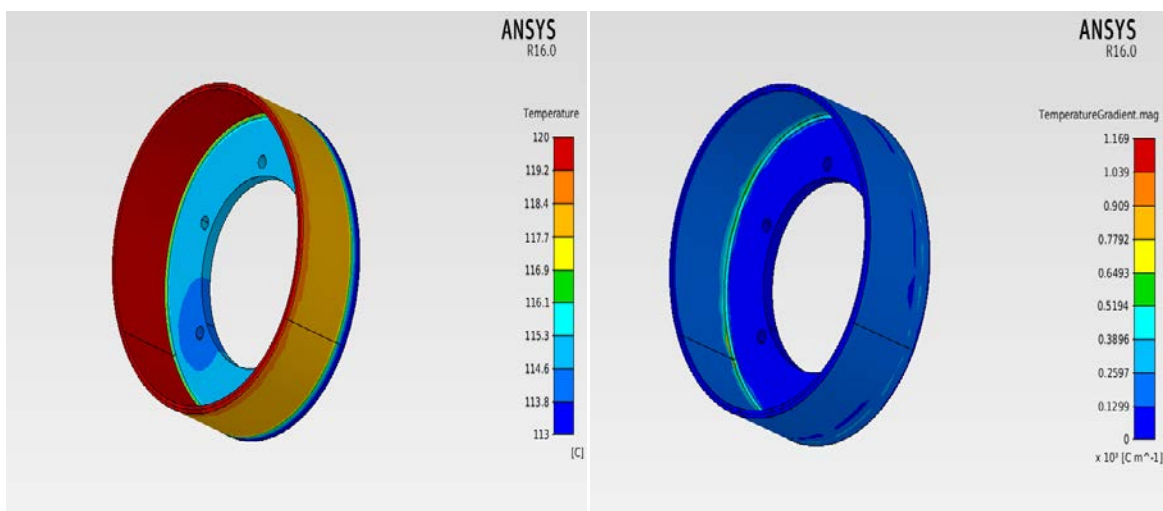 ANSYS
R16.0
Temperature
120
119.2
118.4
117.7
116.9
116.1
115.3
114.6
113.8
113
[C]
ANSYS
R16.0
TemperatureGradient.mag
1.169
1.039
0.909
0.7792
0.6493
0.5194
0.3896
0.2597
0.1299
0
x 10³ [C m^-1]